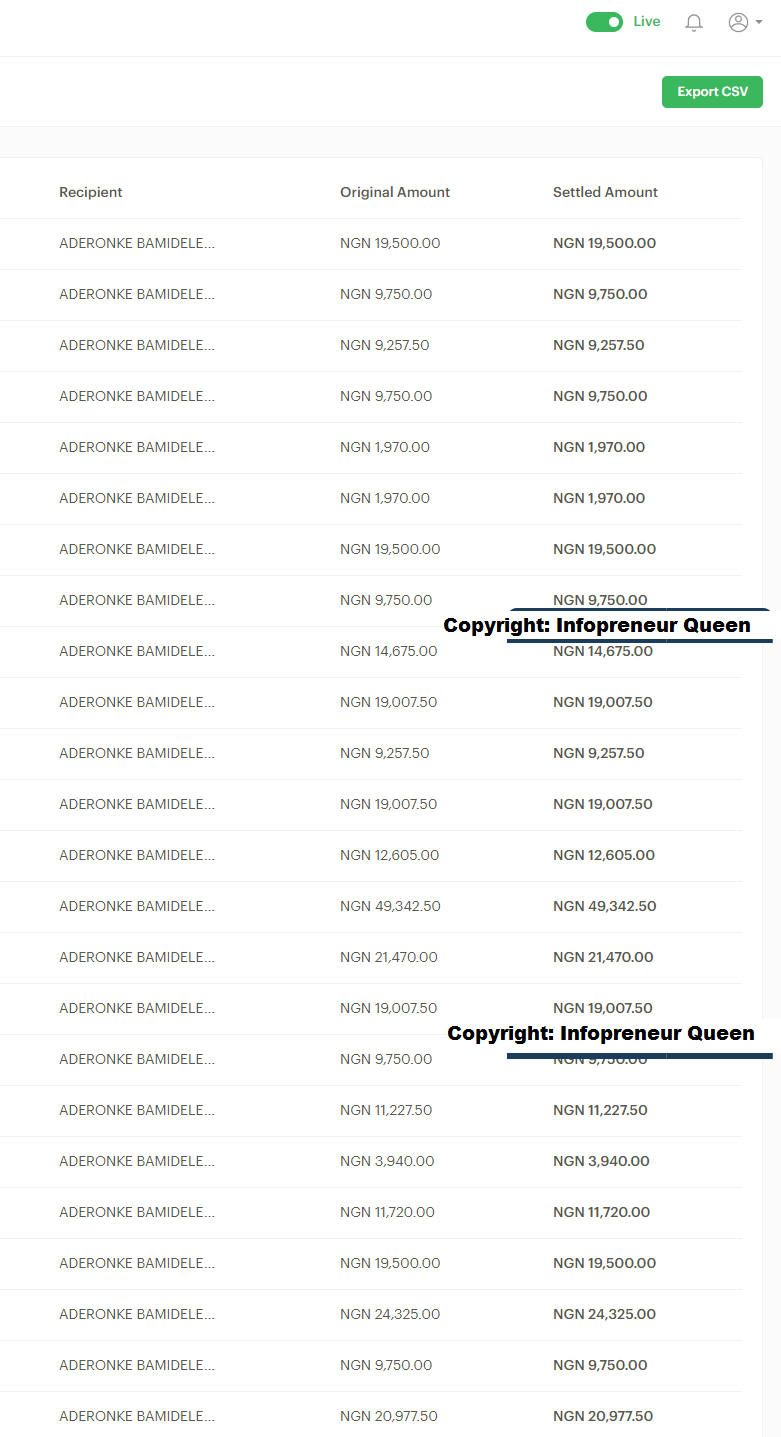 Live
Export CSV
Recipient Original Amount Settled Amount
ADERONKE BAMIDELE... NGN 19,500.00 NGN 19,500.00
ADERONKE BAMIDELE... NGN 9,750.00 NGN 9,750.00
ADERONKE BAMIDELE... NGN 9,257.50 NGN 9,257.50
ADERONKE BAMIDELE... NGN 9,750.00 NGN 9,750.00
ADERONKE BAMIDELE... NGN 1,970.00 NGN 1,970.00
ADERONKE BAMIDELE... NGN 1,970.00 NGN 1,970.00
ADERONKE BAMIDELE... NGN 19,500.00 NGN 19,500.00
ADERONKE BAMIDELE... NGN 9,750.00 NGN 9,750.00
Copyright: Infopreneur Queen
ADERONKE BAMIDELE... NGN 14,675.00 NGN 14,675.00
ADERONKE BAMIDELE... NGN 19,007.50 NGN 19,007.50
ADERONKE BAMIDELE... NGN 9,257.50 NGN 9,257.50
ADERONKE BAMIDELE... NGN 19,007.50 NGN 19,007.50
ADERONKE BAMIDELE... NGN 12,605.00 NGN 12,605.00
ADERONKE BAMIDELE... NGN 49,342.50 NGN 49,342.50
ADERONKE BAMIDELE... NGN 21,470.00 NGN 21,470.00
ADERONKE BAMIDELE... NGN 19,007.50 NGN 19,007.50
Copyright: Infopreneur Queen
ADERONKE BAMIDELE... NGN 9,750.00 NGN 9,750.00
ADERONKE BAMIDELE... NGN 11,227.50 NGN 11,227.50
ADERONKE BAMIDELE... NGN 3,940.00 NGN 3,940.00
ADERONKE BAMIDELE... NGN 11,720.00 NGN 11,720.00
ADERONKE BAMIDELE... NGN 19,500.00 NGN 19,500.00
ADERONKE BAMIDELE... NGN 24,325.00 NGN 24,325.00
ADERONKE BAMIDELE... NGN 9,750.00 NGN 9,750.00
ADERONKE BAMIDELE... NGN 20,977.50 NGN 20,977.50